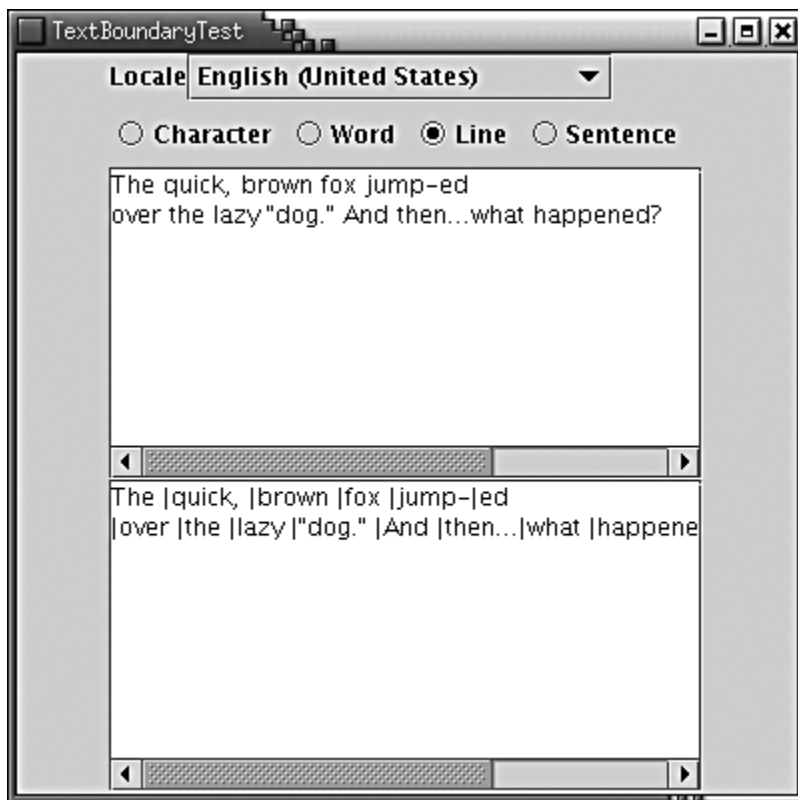 TextBoundaryTest
Locale English (United States)
Character Word Line Sentence
The quick, brown fox jump-ed
over the lazy "dog." And then...what happened?
The |quick, |brown |fox |jump-|ed
|over |the |lazy |"dog." |And |then...|what |happene